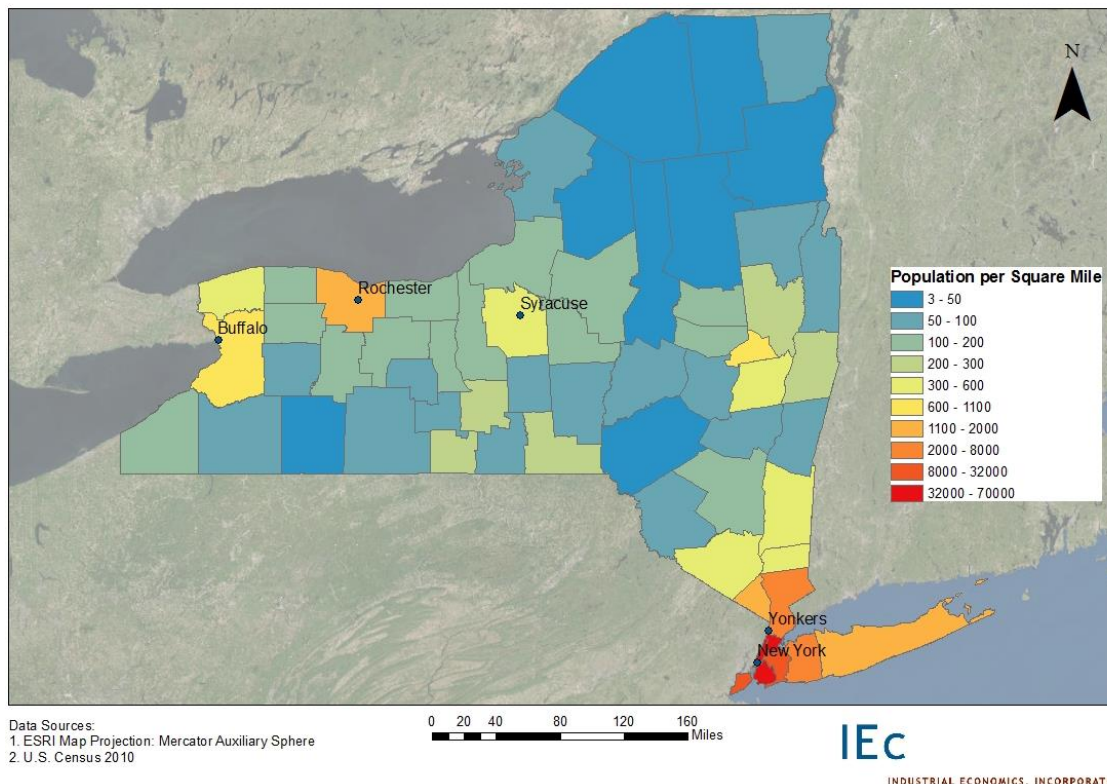 N
Rochester
Syracuse
Buffalo
Yonkers
New York
Population per Square Mile
3 - 50
50 - 100
100 - 200
200 - 300
300 - 600
600 - 1100
1100 - 2000
2000 - 8000
8000 - 32000
32000 - 70000
Data Sources:
1. ESRI Map Projection: Mercator Auxiliary Sphere
2. U.S. Census 2010
0 20 40 80 120 160
Miles
IEc
INDUSTRIAL ECONOMICS, INCORPORAT